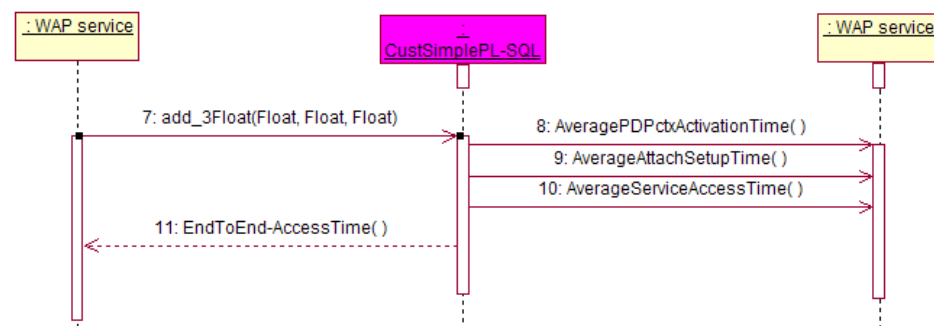 : WAP service
:
CustSimplePL-SQL
: WAP service
7: add_3Float(Float, Float, Float)
8: AveragePDPctxActivationTime( )
9: AverageAttachSetupTime( )
10: AverageServiceAccessTime( )
11: EndToEnd-AccessTime( )